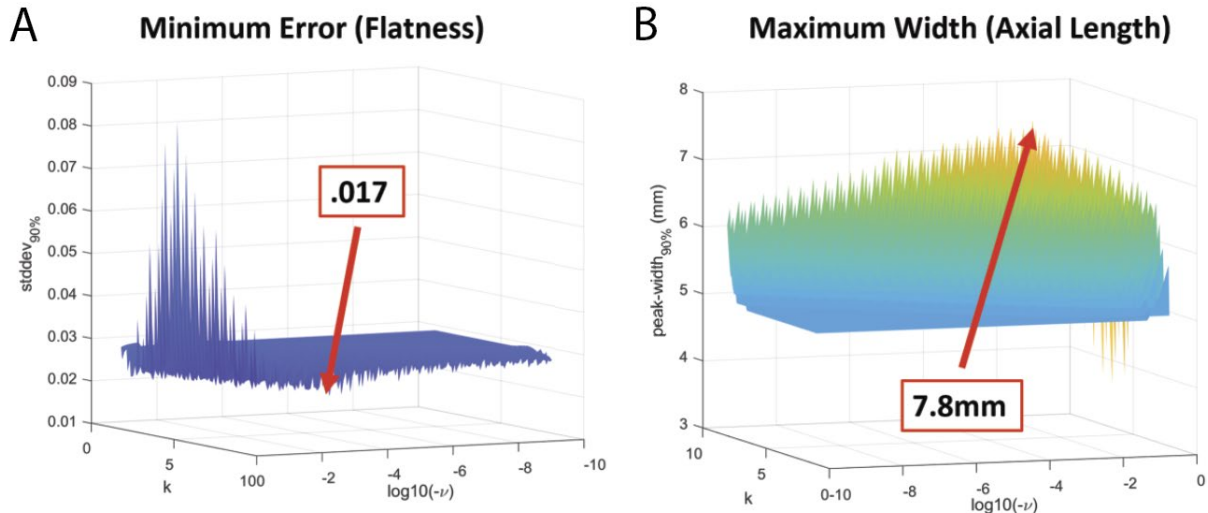 A
Minimum Error (Flatness)
0.09
0.08
0.07
0.06
0.05
0.04
0.03
0.02
0.01
stddev90%
.017
0
5
100
k
-2
-4
-6
-8
-10
log10(-ν)
B
Maximum Width (Axial Length)
8
7
6
5
4
3
peak-width90% (mm)
7.8mm
10
5
k
0-10
-8
-6
-4
-2
0
log10(-ν)